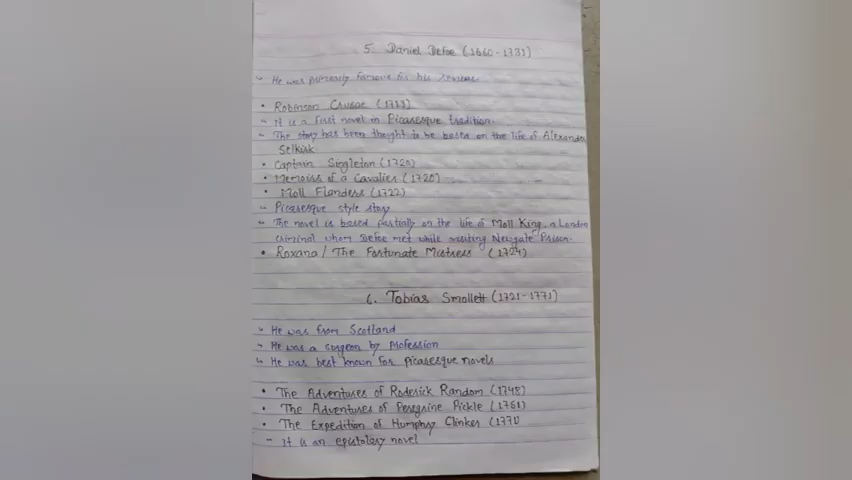 5. Daniel Defoe (1660-1731)
He was primarily famous for his
• Robinson Crusoe (1719)
- It is a first novel in Picaresque tradition.
- The story has been thought to be based on the life of Alexander
Selkirk
• Captain Singleton (1720)
• Memoirs of a Cavalier (1720)
• Moll Flanders (1722)
- Picaresque style story
- The novel is based partially on the life of Moll King, a London
criminal whom Defoe met while visiting Newgate Prison.
• Roxana / The Fortunate Mistress (1724)
6. Tobias Smollett (1721-1771)
He was from Scotland
He was a surgeon by profession
He was best known for picaresque novels
• The Adventures of Roderick Random (1748)
• The Adventures of Peregrine Pickle (1761)
• The Expedition of Humphry Clinker (1771)
- It is an epistolary novel